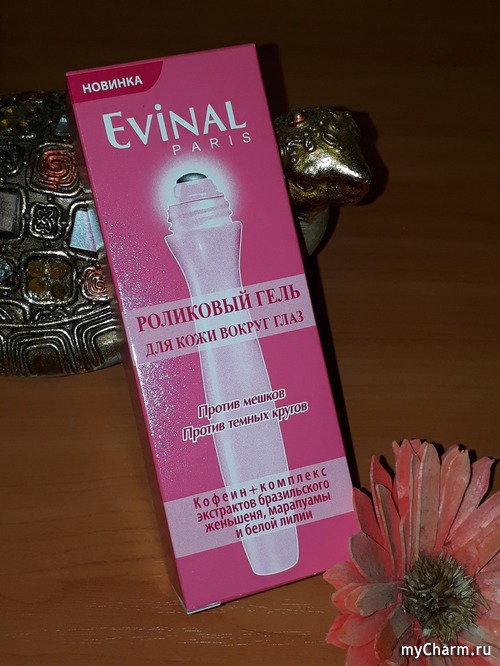 НОВИНКА
EViNAL
PARIS
РОЛИКОВЫЙ ГЕЛЬ
ДЛЯ КОЖИ ВОКРУГ ГЛАЗ
Против мешков
Против темных кругов
Кофеин+комплекс
экстрактов бразильского
женьшеня, марапуамы
и белой лилии
myCharm.ru